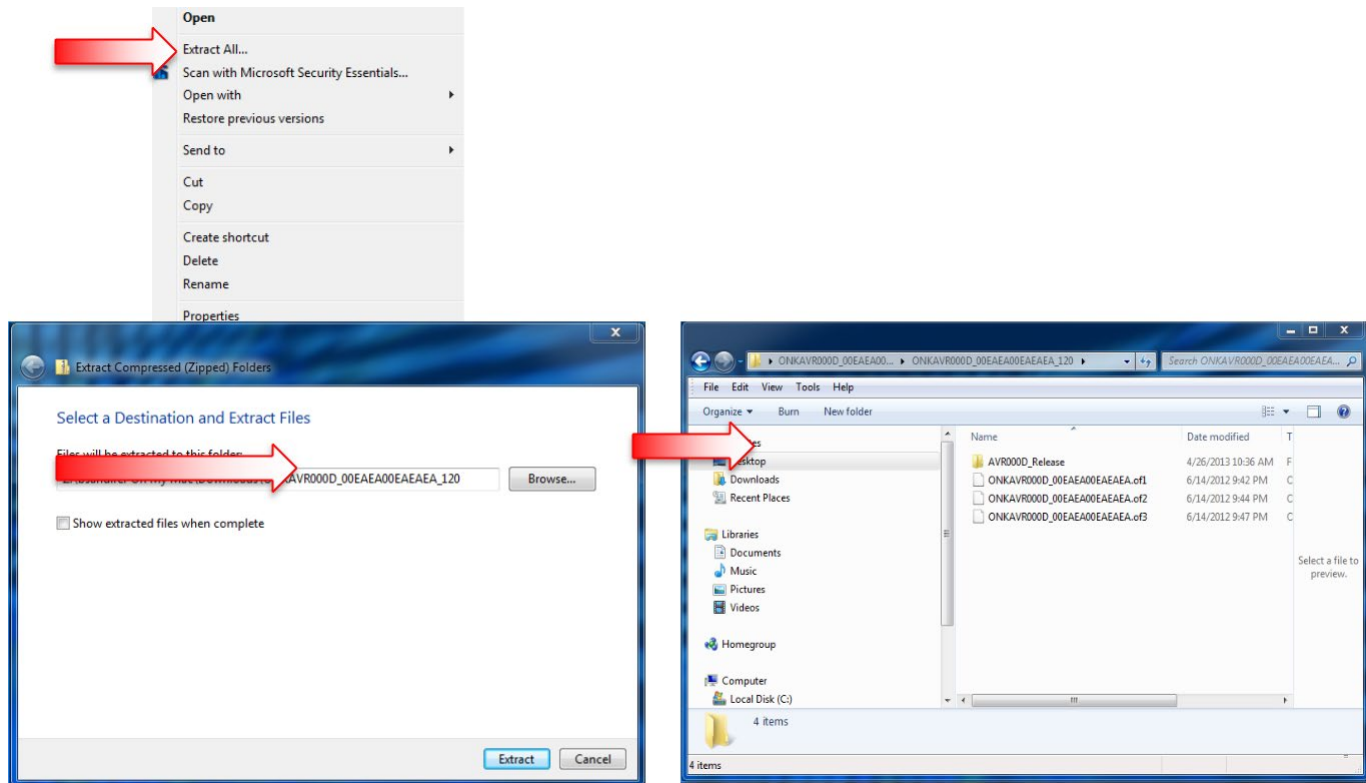 Open
Extract All...
Scan with Microsoft Security Essentials...
Open with
Restore previous versions
Send to
Cut
Copy
Create shortcut
Delete
Rename
Properties
Extract Compressed (Zipped) Folders
Select a Destination and Extract Files
Files will be extracted to this folder:
AVR000D_00EAEA00EAEAEA_120 Browse...
Show extracted files when complete
Extract Cancel
ONKAVR000D_00EAEA00... ONKAVR000D_00EAEA00EAEAEA_120 Search ONKAVR000D_00EAEA00EAEA...
File Edit View Tools Help
Organize Burn New folder
Name Date modified T
Desktop
Downloads
Recent Places
Libraries
Documents
Music
Pictures
Videos
Homegroup
Computer
Local Disk (C:)
AVR000D_Release 4/26/2013 10:36 AM F
ONKAVR000D_00EAEA00EAEAEA.of1 6/14/2012 9:42 PM C
ONKAVR000D_00EAEA00EAEAEA.of2 6/14/2012 9:44 PM C
ONKAVR000D_00EAEA00EAEAEA.of3 6/14/2012 9:47 PM C
Select a file to
preview.
4 items
4 items